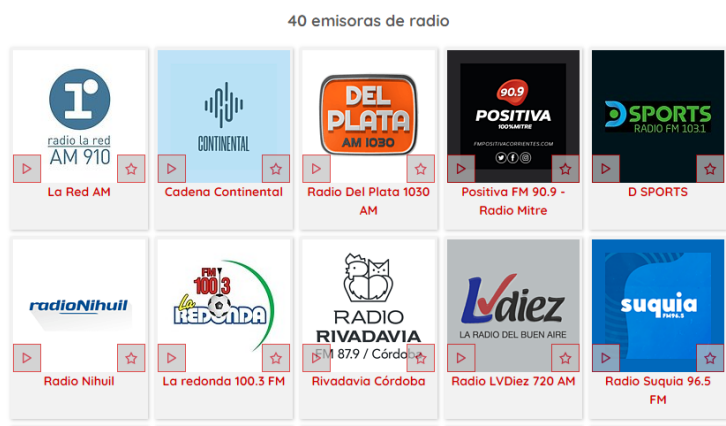 40 emisoras de radio
radio la red
AM 910
La Red AM
CONTINENTAL
Cadena Continental
DEL
PLATA
AM 1030
Radio Del Plata 1030
AM
90.9
POSITIVA
100%MITRE
FMPOSITIVACORRIENTES.COM
Positiva FM 90.9 -
Radio Mitre
D SPORTS
RADIO FM 103.1
D SPORTS
radioNihuil
Radio Nihuil
FM
100.3
La
REDONDA
La redonda 100.3 FM
RADIO
RIVADAVIA
FM 87.9 / Córdoba
Rivadavia Córdoba
LVdiez
LA RADIO DEL BUEN AIRE
Radio LVDiez 720 AM
suquia
FM96.5
Radio Suquia 96.5
FM